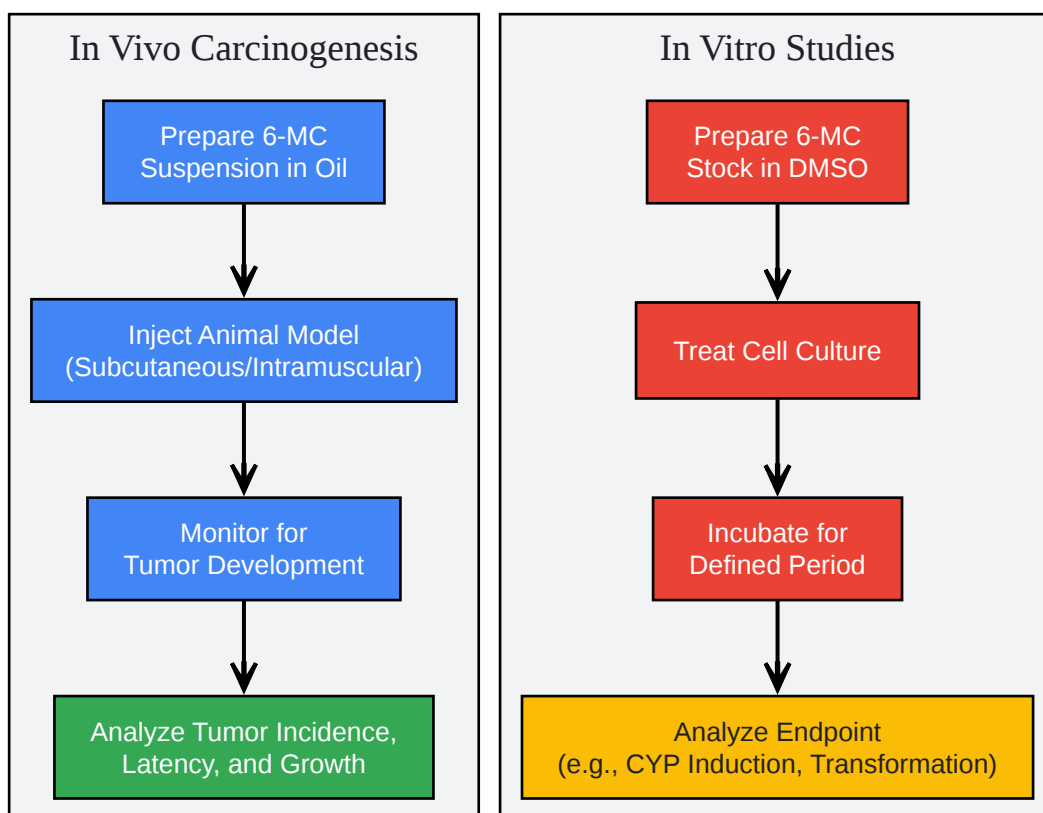 In Vivo Carcinogenesis
Prepare 6-MC
Suspension in Oil
Inject Animal Model
(Subcutaneous/Intramuscular)
Monitor for
Tumor Development
Analyze Tumor Incidence,
Latency, and Growth
In Vitro Studies
Prepare 6-MC
Stock in DMSO
Treat Cell Culture
Incubate for
Defined Period
Analyze Endpoint
(e.g., CYP Induction, Transformation)